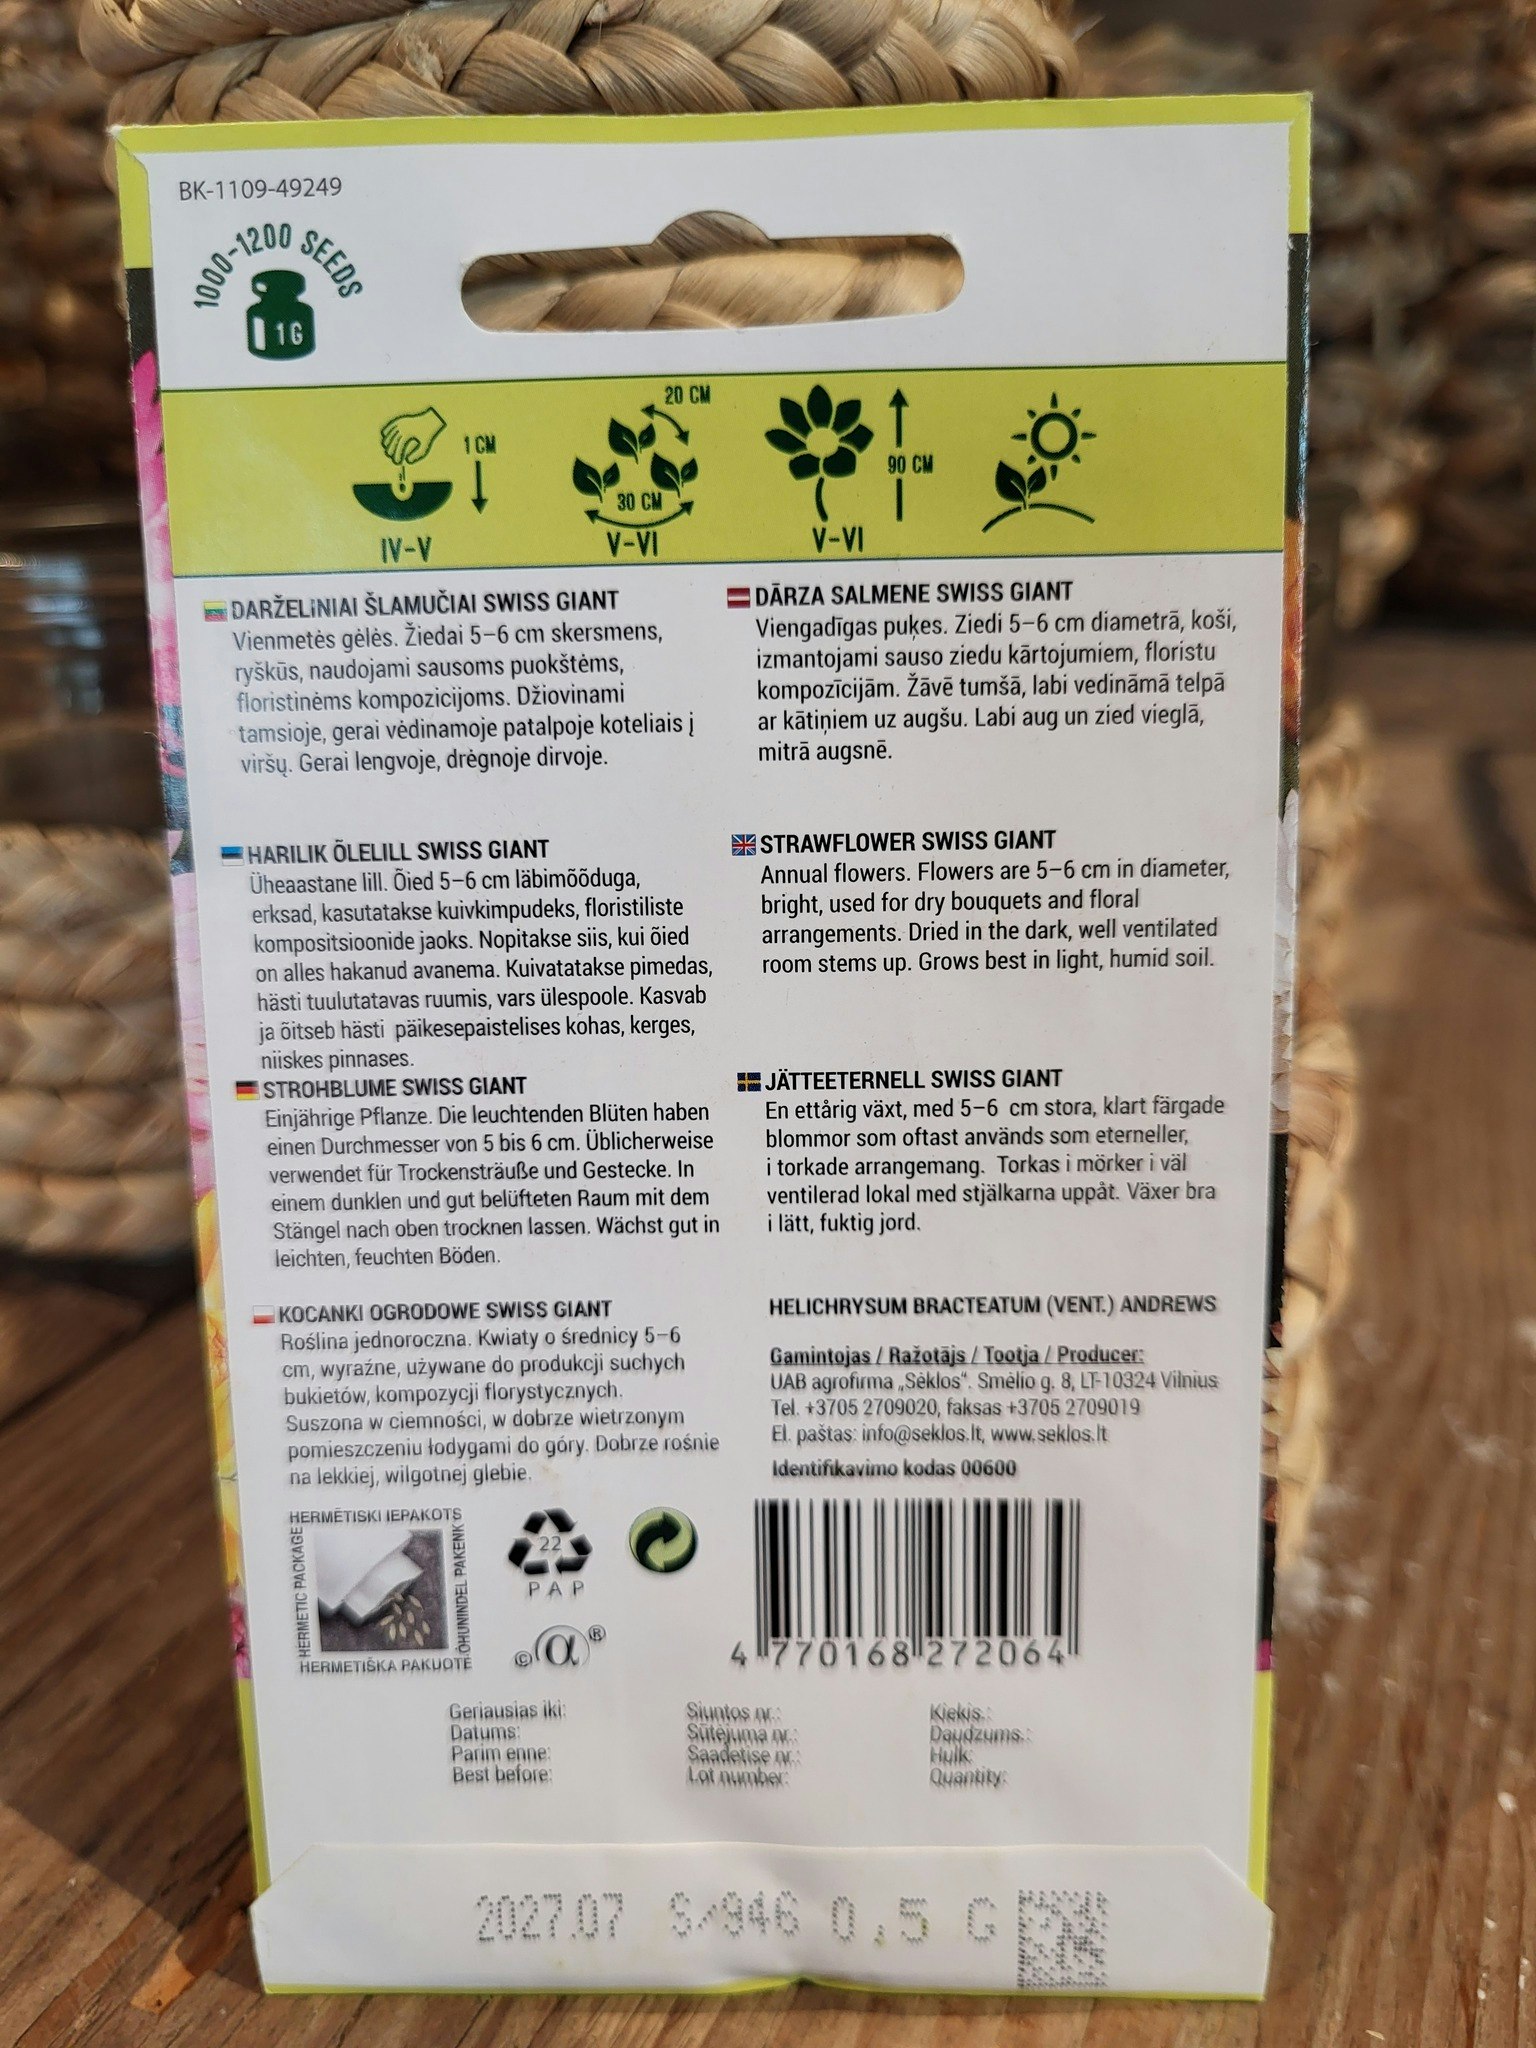 BK-1109-49249
1000-1200 SEEDS
1G
1 CM
IV-V
20 CM
30 CM
V-VI
90 CM
V-VI
DARŽELINIAI ŠLAMUČIAI SWISS GIANT
Vienmetės gėlės. Žiedai 5–6 cm skersmens,
ryškūs, naudojami sausoms puokštėms,
floristinėms kompozicijoms. Džiovinami
tamsioje, gerai vėdinamoje patalpoje koteliais į
viršų. Gerai lengvoje, drėgnoje dirvoje.
DĀRZA SALMENE SWISS GIANT
Viengadīgas puķes. Ziedi 5–6 cm diametrā, koši,
izmantojami sauso ziedu kārtojumiem, floristu
kompozīcijām. Žāvē tumšā, labi vedināmā telpā
ar kātiņiem uz augšu. Labi aug un zied vieglā,
mitrā augsnē.
HARILIK ÕLELILL SWISS GIANT
Üheaastane lill. Õied 5–6 cm läbimõõduga,
erksad, kasutatakse kuivkimpudeks, floristiliste
kompositsioonide jaoks. Nopitakse siis, kui õied
on alles hakanud avanema. Kuivatatakse pimedas,
hästi tuulutatavas ruumis, vars ülespoole. Kasvab
ja õitseb hästi päikesepaistelises kohas, kerges,
niiskes pinnases.
STRAWFLOWER SWISS GIANT
Annual flowers. Flowers are 5–6 cm in diameter,
bright, used for dry bouquets and floral
arrangements. Dried in the dark, well ventilated
room stems up. Grows best in light, humid soil.
STROHBLUME SWISS GIANT
Einjährige Pflanze. Die leuchtenden Blüten haben
einen Durchmesser von 5 bis 6 cm. Üblicherweise
verwendet für Trockensträuße und Gestecke. In
einem dunklen und gut belüfteten Raum mit dem
Stängel nach oben trocknen lassen. Wächst gut in
leichten, feuchten Böden.
JÄTTEETERNELL SWISS GIANT
En ettårig växt, med 5–6 cm stora, klart färgade
blommor som oftast används som eterneller,
i torkade arrangemang. Torkas i mörker i väl
ventilerad lokal med stjälkarna uppåt. Växer bra
i lätt, fuktig jord.
KOCANKI OGRODOWE SWISS GIANT
Roślina jednoroczna. Kwiaty o średnicy 5–6
cm, wyraźne, używane do produkcji suchych
bukietów, kompozycji florystycznych.
Suszona w ciemności, w dobrze wietrzonym
pomieszczeniu łodygami do góry. Dobrze rośnie
na lekkiej, wilgotnej glebie.
HELICHRYSUM BRACTEATUM (VENT.) ANDREWS
Gamintojas / Ražotājs / Tootja / Producer:
UAB agrofirma „Sėklos“. Smėlio g. 8, LT-10324 Vilnius
Tel. +3705 2709020, faksas +3705 2709019
El. paštas: info@seklos.lt, www.seklos.lt
Identifikavimo kodas 00600
HERMĒTISKI IEPAKOTS
HERMETIC PACKAGE
ÕHUNINDEL PAKENK
HERMETIŠKA PAKUOTĖ
22
PAP
© α ®
4 770168 272064
Geriausias iki:
Datums:
Parim enne:
Best before:
Siuntos nr.:
Sūtejuma nr.:
Saadetise nr.:
Lot number:
Kiekis.:
Daudzums.:
Hulk:
Quantity:
2027.07 S/946 0,5 G